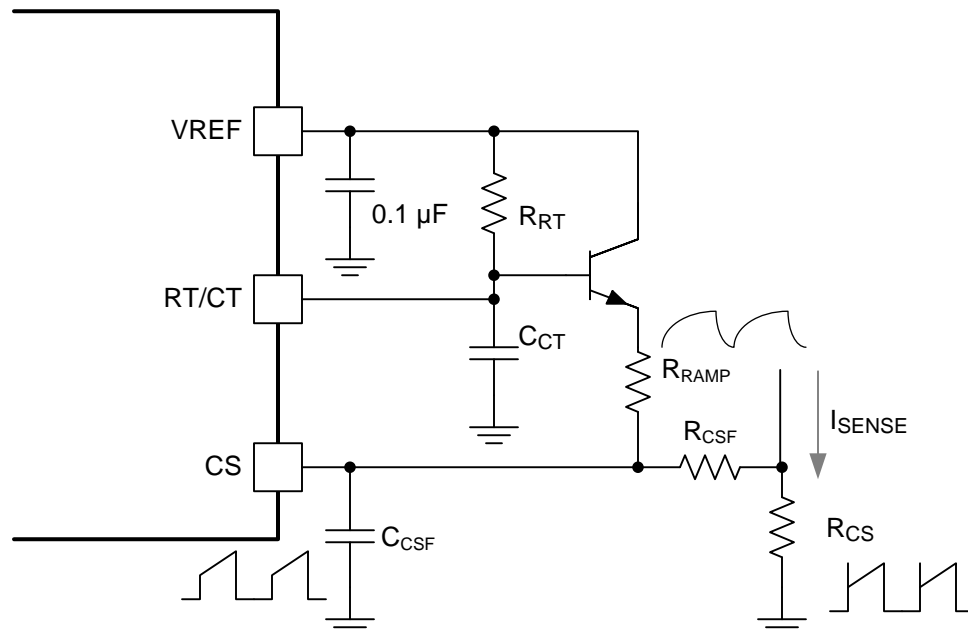 VREF
0.1 µF
RRT
RT/CT
CCT
RRAMP
ISENSE
RCSF
CS
CCSF
RCS